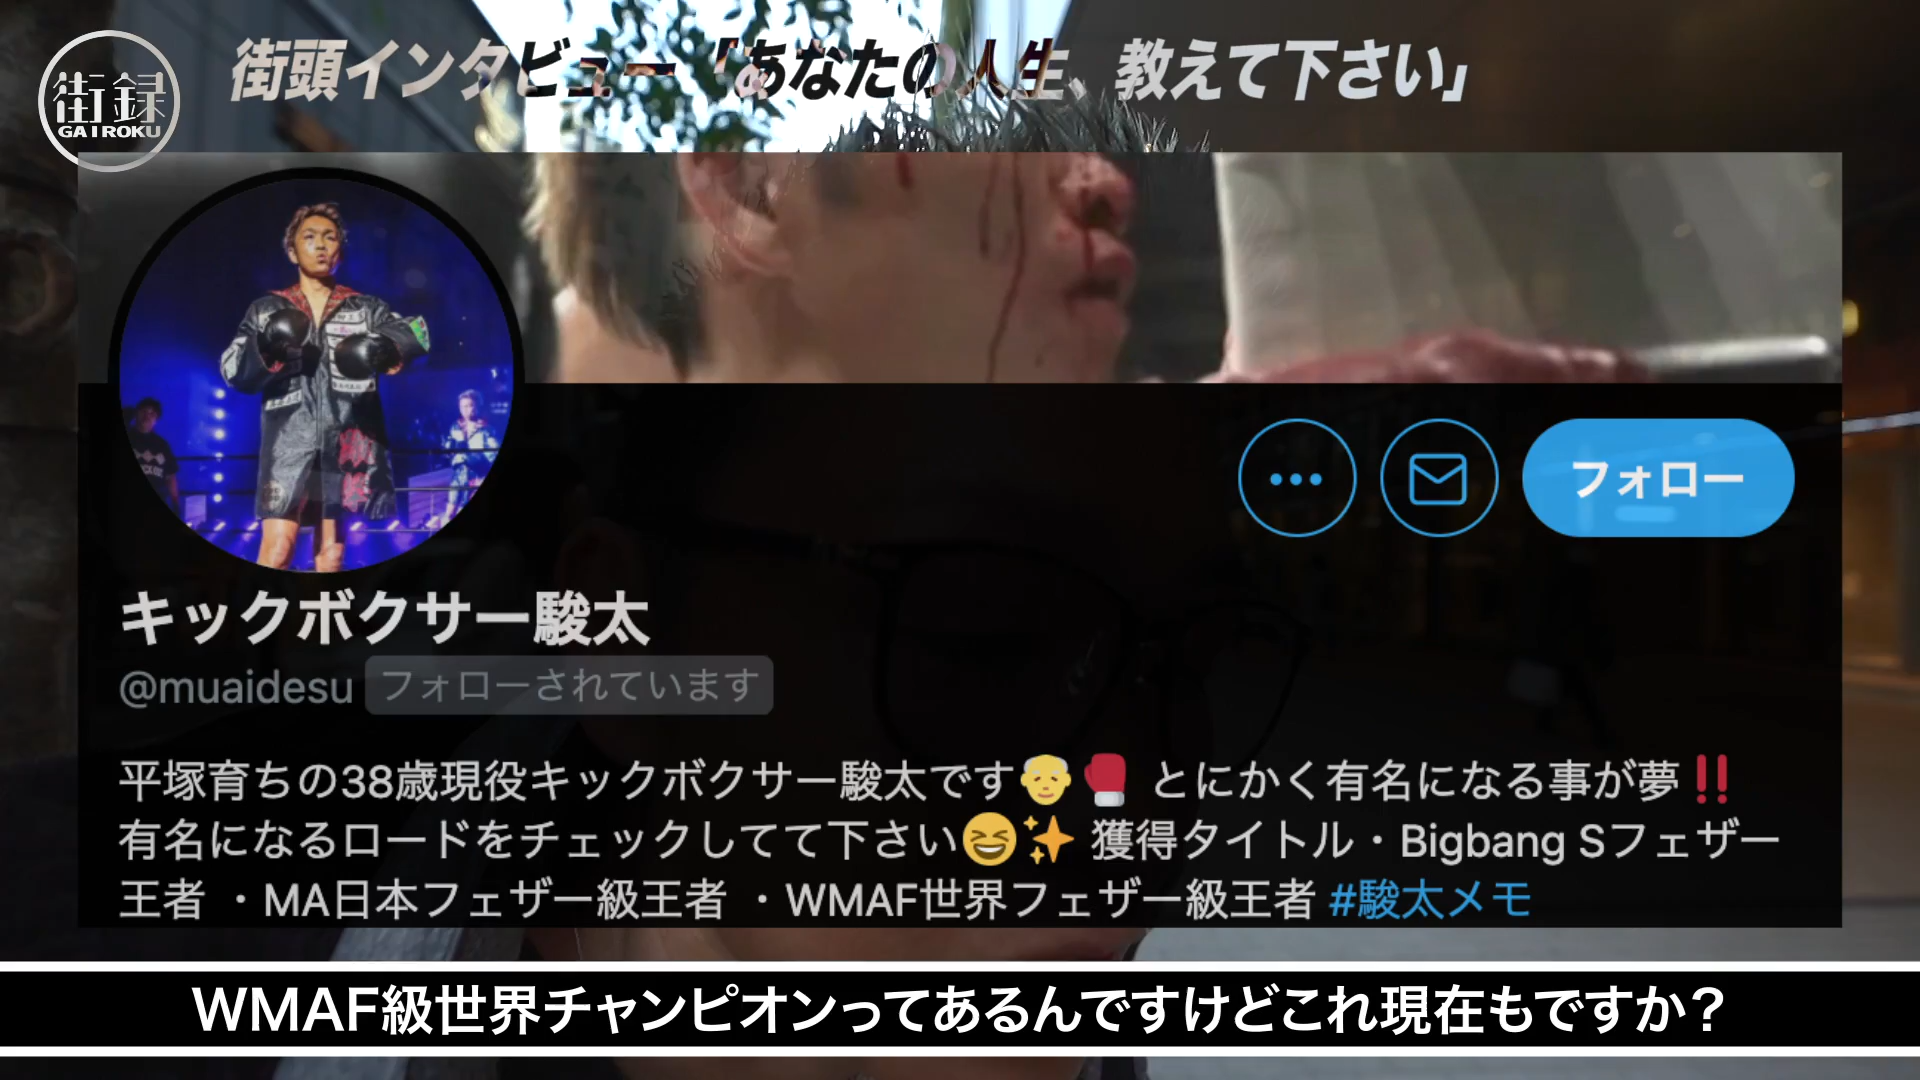 街録
GAIROKU
街頭インタビュー「あなたの人生、教えて下さい」
フォロー
キックボクサー駿太
@muaidesu フォローされています
平塚育ちの38歳現役キックボクサー駿太です👴🥊 とにかく有名になる事が夢‼️
有名になるロードをチェックしてて下さい😆✨ 獲得タイトル・Bigbang Sフェザー
王者 ・MA日本フェザー級王者 ・WMAF世界フェザー級王者 #駿太メモ
WMAF級世界チャンピオンってあるんですけどこれ現在もですか？